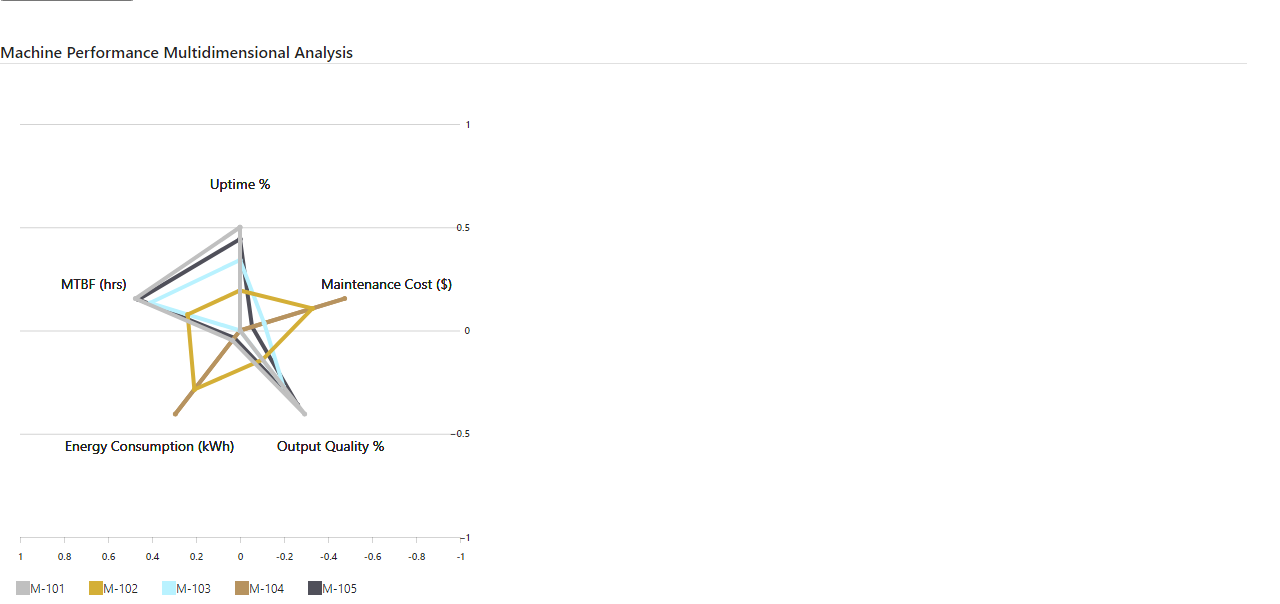 Machine Performance Multidimensional Analysis
1
Uptime %
0.5
MTBF (hrs)
Maintenance Cost ($)
0
-0.5
Energy Consumption (kWh)
Output Quality %
-1
1 0.8 0.6 0.4 0.2 0 -0.2 -0.4 -0.6 -0.8 -1
M-101 M-102 M-103 M-104 M-105